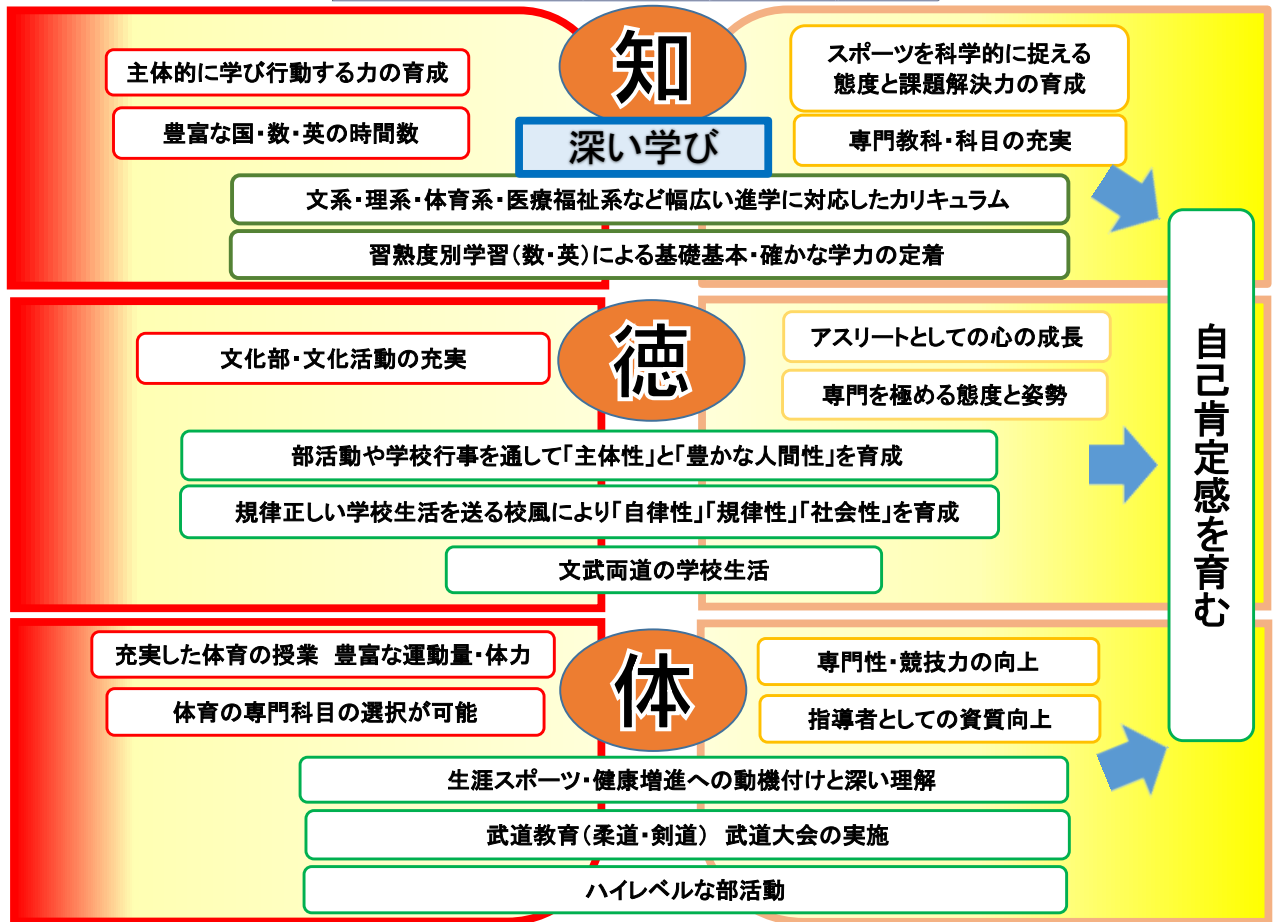 知
主体的に学び行動する力の育成
豊富な国・数・英の時間数
スポーツを科学的に捉える
態度と課題解決力の育成
深い学び
専門教科・科目の充実
文系・理系・体育系・医療福祉系など幅広い進学に対応したカリキュラム
習熟度別学習(数・英)による基礎基本・確かな学力の定着
徳
文化部・文化活動の充実
アスリートとしての心の成長
専門を極める態度と姿勢
部活動や学校行事を通して「主体性」と「豊かな人間性」を育成
規律正しい学校生活を送る校風により「自律性」「規律性」「社会性」を育成
文武両道の学校生活
体
充実した体育の授業 豊富な運動量・体力
体育の専門科目の選択が可能
専門性・競技力の向上
指導者としての資質向上
生涯スポーツ・健康増進への動機付けと深い理解
武道教育(柔道・剣道) 武道大会の実施
ハイレベルな部活動
自己肯定感を育む